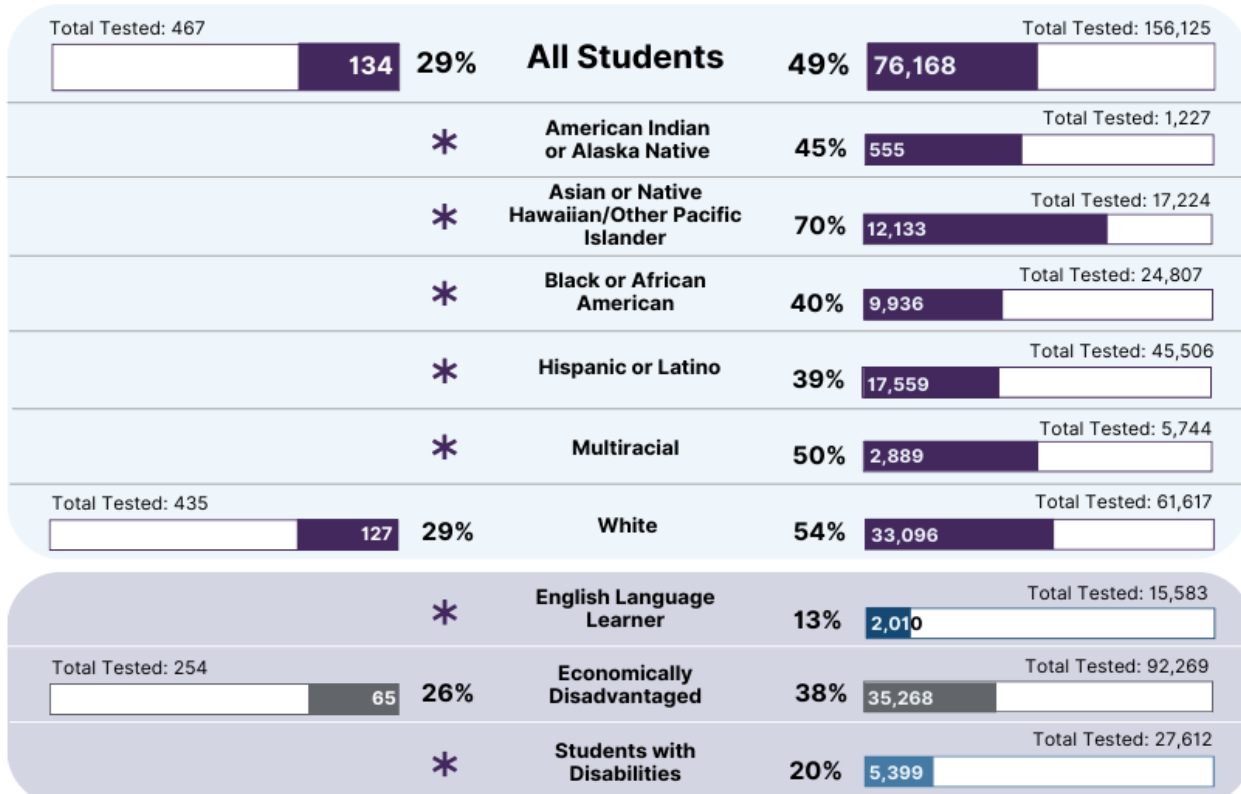 Total Tested: 467
Total Tested: 156,125
134 29% All Students 49% 76,168
Total Tested: 1,227
* American Indian
or Alaska Native 45% 555
Asian or Native
Total Tested: 17,224
* Hawaiian/Other Pacific
Islander 70% 12,133
Total Tested: 24,807
* Black or African
American 40% 9,936
Total Tested: 45,506
* Hispanic or Latino 39% 17,559
Total Tested: 5,744
* Multiracial 50% 2,889
Total Tested: 435
Total Tested: 61,617
127 29% White 54% 33,096
Total Tested: 15,583
* English Language
Learner 13% 2,010
Total Tested: 254
Total Tested: 92,269
65 26% Economically
Disadvantaged 38% 35,268
Total Tested: 27,612
* Students with
Disabilities 20% 5,399